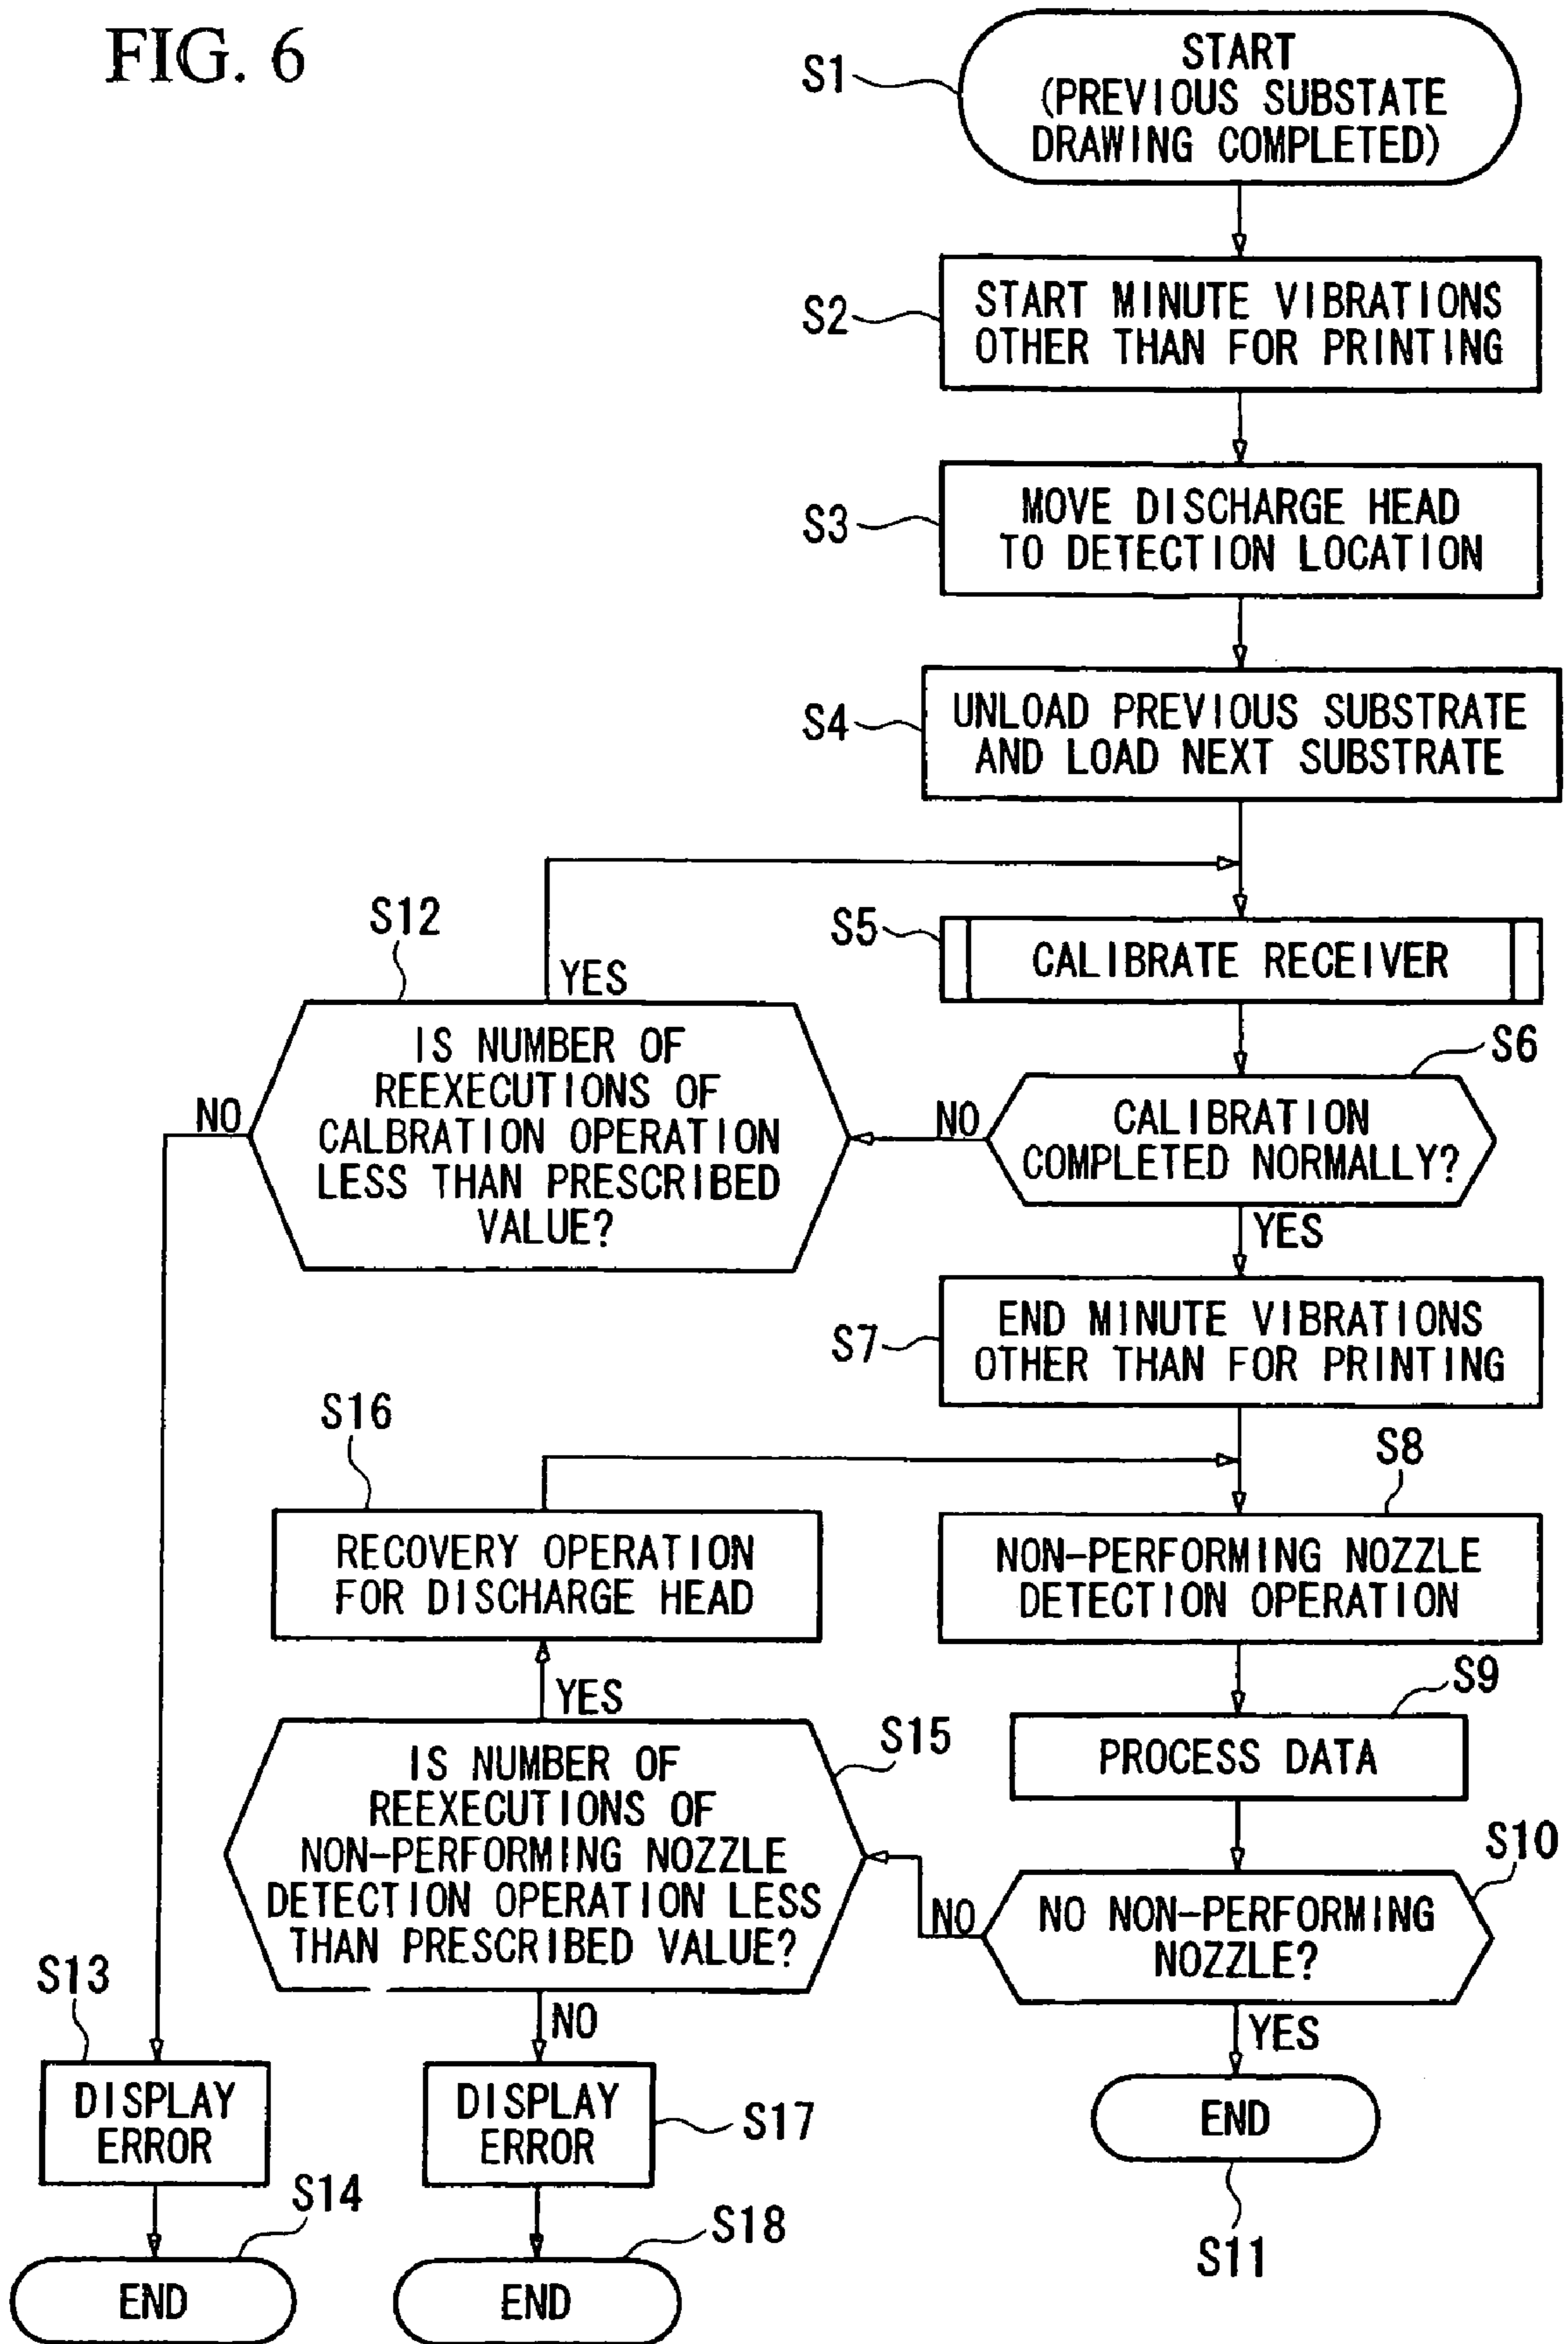 FIG. 6
S1
START
(PREVIOUS SUBSTATE
DRAWING COMPLETED)
S2
START MINUTE VIBRATIONS
OTHER THAN FOR PRINTING
S3
MOVE DISCHARGE HEAD
TO DETECTION LOCATION
S4
UNLOAD PREVIOUS SUBSTRATE
AND LOAD NEXT SUBSTRATE
S5
CALIBRATE RECEIVER
S12
YES
IS NUMBER OF
REEXECUTIONS OF
CALBRATION OPERATION
LESS THAN PRESCRIBED
VALUE?
NO
S6
NO
CALIBRATION
COMPLETED NORMALLY?
YES
S7
END MINUTE VIBRATIONS
OTHER THAN FOR PRINTING
S16
RECOVERY OPERATION
FOR DISCHARGE HEAD
S8
NON-PERFORMING NOZZLE
DETECTION OPERATION
YES
S9
PROCESS DATA
S15
IS NUMBER OF
REEXECUTIONS OF
NON-PERFORMING NOZZLE
DETECTION OPERATION LESS
THAN PRESCRIBED VALUE?
S10
NO
NO NON-PERFORMING
NOZZLE?
S13
NO
YES
DISPLAY
ERROR
DISPLAY
ERROR
S17
END
S11
S14
END
S18
END